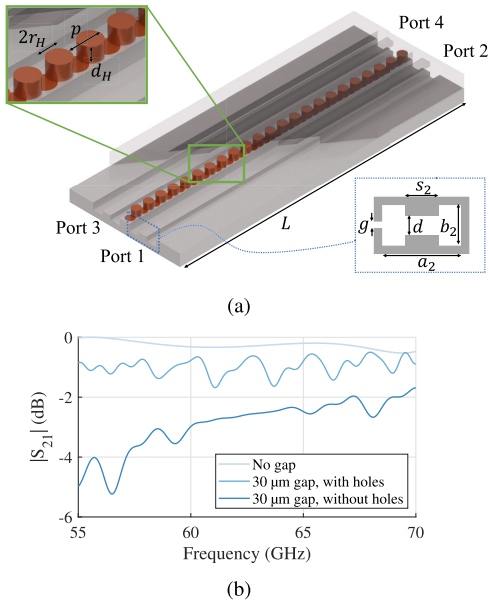 2r_H
p
d_H
Port 4
Port 2
Port 3
Port 1
L
s_2
g
d
b_2
a_2
(a)
|S_21| (dB)
0
-2
-4
-6
55
60
65
70
No gap
30 μm gap, with holes
30 μm gap, without holes
Frequency (GHz)
(b)